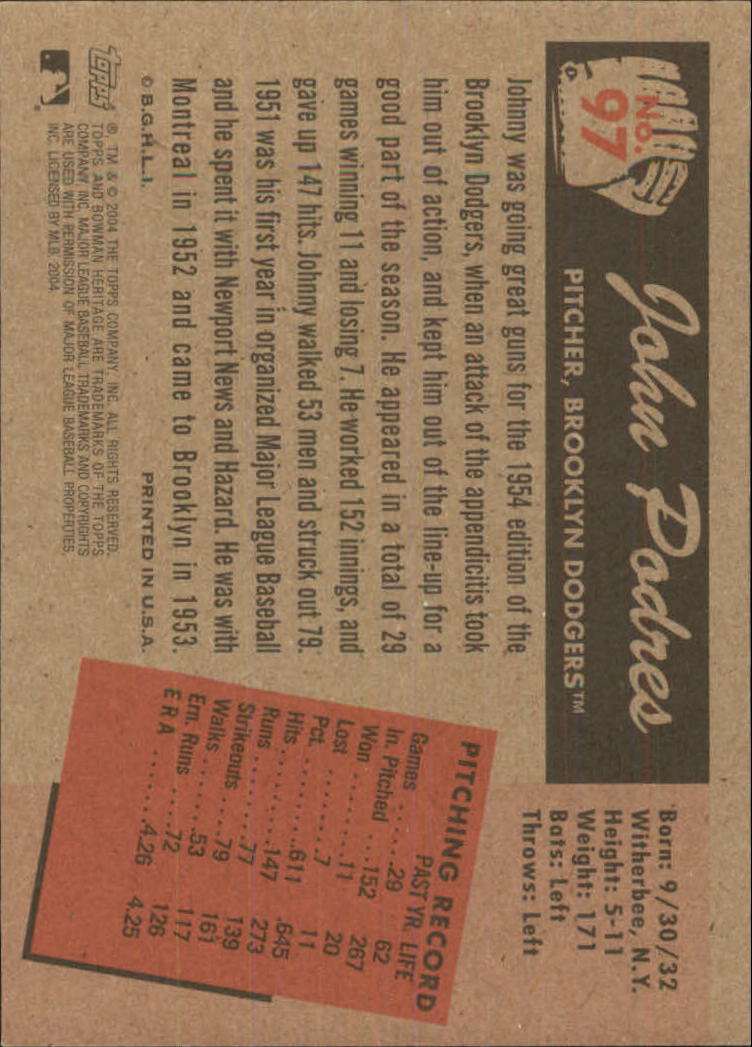 No.
97
John Podres
PITCHER, BROOKLYN DODGERS™
Born: 9/30/32
Witherbee, N.Y.
Height: 5-11
Weight: 171
Bats: Left
Throws: Left
Johnny was going great guns for the 1954 edition of the
Brooklyn Dodgers, when an attack of the appendicitis took
him out of action, and kept him out of the line-up for a
good part of the season. He appeared in a total of 29
games winning 11 and losing 7. He worked 152 innings, and
gave up 147 hits. Johnny walked 53 men and struck out 79.
1951 was his first year in organized Major League Baseball
and he spent it with Newport News and Hazard. He was with
Montreal in 1952 and came to Brooklyn in 1953.
© B.G.H.L.I. PRINTED IN U.S.A.
PITCHING RECORD
PAST YR. LIFE
Games . . . . .29 62
In. Pitched . . .152 267
Won . . . . . . . . .11 20
Lost . . . . . . . . .7 11
Pct. . . . . . . . .611 .645
Hits . . . . . . . .147 273
Runs . . . . . . . .77 139
Strikeouts . . . .79 161
Walks . . . . . . .53 117
Ern. Runs . . . .72 126
E R A . . . . . . .4.26 4.25
Topps
®, TM & © 2004 THE TOPPS COMPANY, INC. ALL RIGHTS RESERVED.
TOPPS AND BOWMAN HERITAGE ARE TRADEMARKS OF THE TOPPS
COMPANY, INC. MAJOR LEAGUE BASEBALL TRADEMARKS AND COPYRIGHTS
ARE USED WITH PERMISSION OF MAJOR LEAGUE BASEBALL PROPERTIES,
INC. LICENSED BY MLB. 2004.